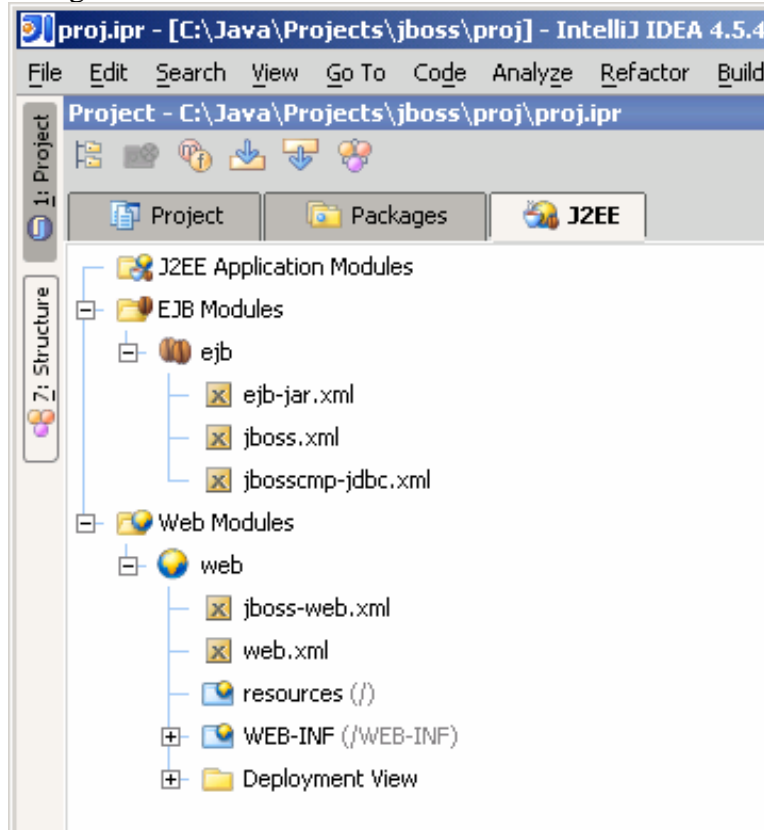 proj.ipr - [C:\Java\Projects\jboss\proj] - IntelliJ IDEA 4.5.4
File Edit Search View Go To Code Analyze Refactor Build
Project - C:\Java\Projects\jboss\proj\proj.ipr
1: Project
7: Structure
Project Packages J2EE
J2EE Application Modules
EJB Modules
ejb
ejb-jar.xml
jboss.xml
jbosscmp-jdbc.xml
Web Modules
web
jboss-web.xml
web.xml
resources (/)
WEB-INF (/WEB-INF)
Deployment View